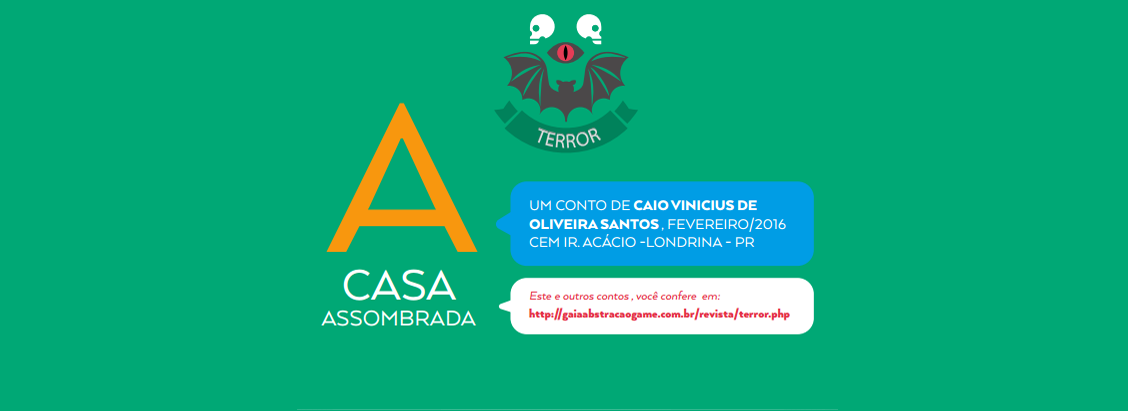 TERROR
A
CASA
ASSOMBRADA
UM CONTO DE CAIO VINICIUS DE
OLIVEIRA SANTOS , FEVEREIRO/2016
CEM IR. ACÁCIO -LONDRINA - PR
Este e outros contos , você confere em:
http://gaiaabstracaogame.com.br/revista/terror.php